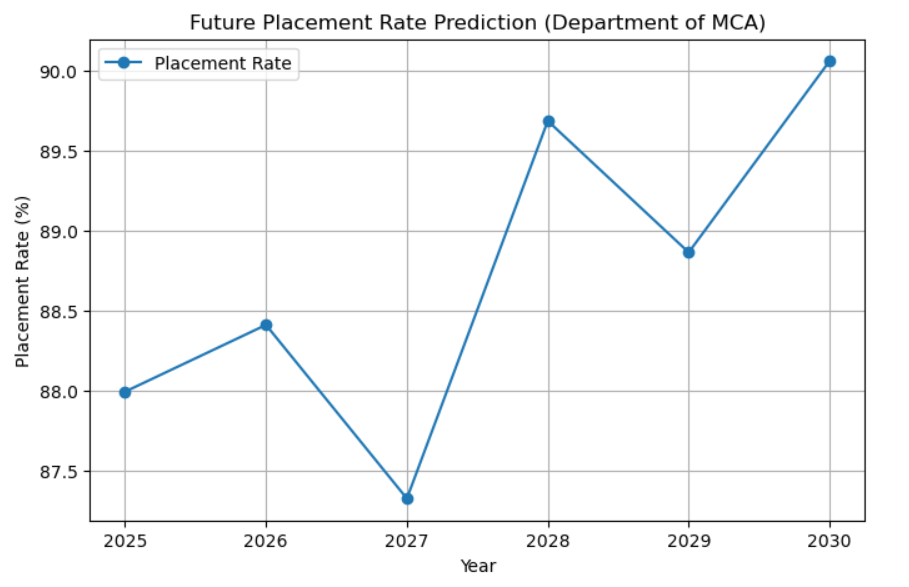 Future Placement Rate Prediction (Department of MCA)
Placement Rate
90.0
89.5
89.0
88.5
88.0
87.5
Placement Rate (%)
2025 2026 2027 2028 2029 2030
Year